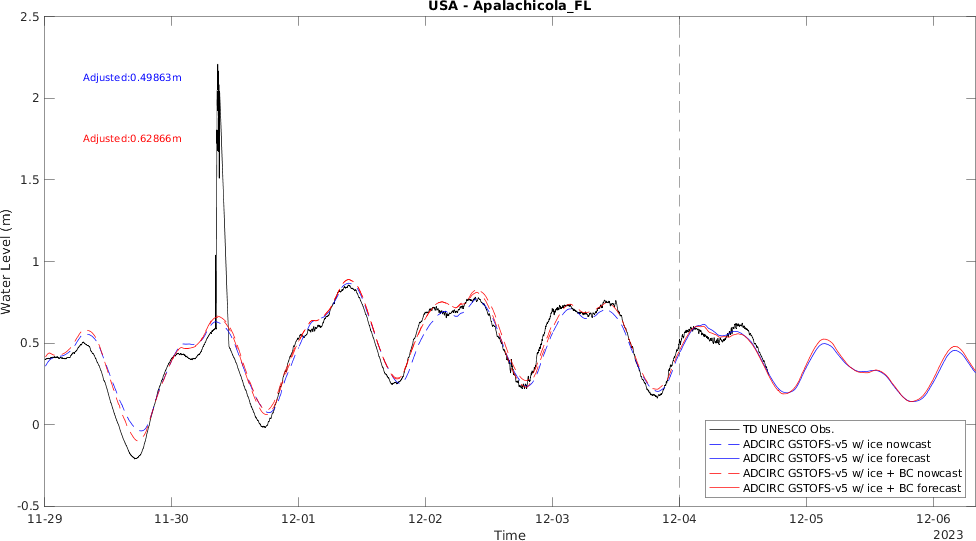 USA - Apalachicola_FL
Adjusted:0.49863m
Adjusted:0.62866m
Water Level (m)
2.5
2
1.5
1
0.5
0
-0.5
11-29 11-30 12-01 12-02 12-03 12-04 12-05 12-06
Time
2023
TD UNESCO Obs.
ADCIRC GSTOFS-v5 w/ ice nowcast
ADCIRC GSTOFS-v5 w/ ice forecast
ADCIRC GSTOFS-v5 w/ ice + BC nowcast
ADCIRC GSTOFS-v5 w/ ice + BC forecast